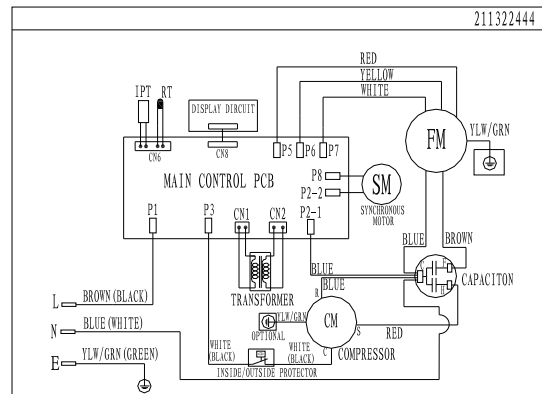 211322444
RED
YELLOW
WHITE
IPT RT
DISPLAY DIRCUIT
CN6
CN8
P5 P6 P7
FM
YLW/GRN
MAIN CONTROL PCB
P8
P2-2
SM
SYNCHRONOUS
MOTOR
P1
P3
CN1
CN2
P2-1
BLUE
BROWN
BLUE
BLUE
CAPACITON
TRANSFORMER
L
BROWN (BLACK)
R
YLW/GRN
OPTIONAL
CM
S
RED
N
BLUE (WHITE)
WHITE
(BLACK)
WHITE
(BLACK)
C
COMPRESSOR
E
YLW/GRN (GREEN)
INSIDE/OUTSIDE PROTECTOR